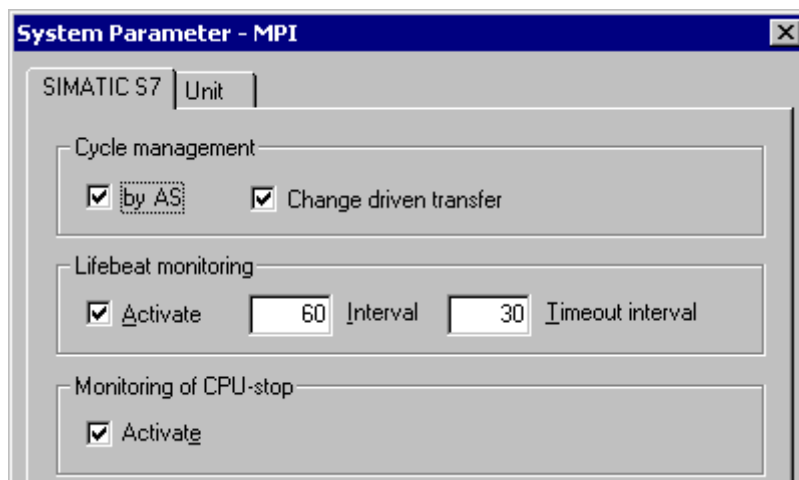 System Parameter - MPI
SIMATIC S7 Unit
Cycle management
by AS Change driven transfer
Lifebeat monitoring
Activate 60 Interval 30 Timeout interval
Monitoring of CPU-stop
Activate